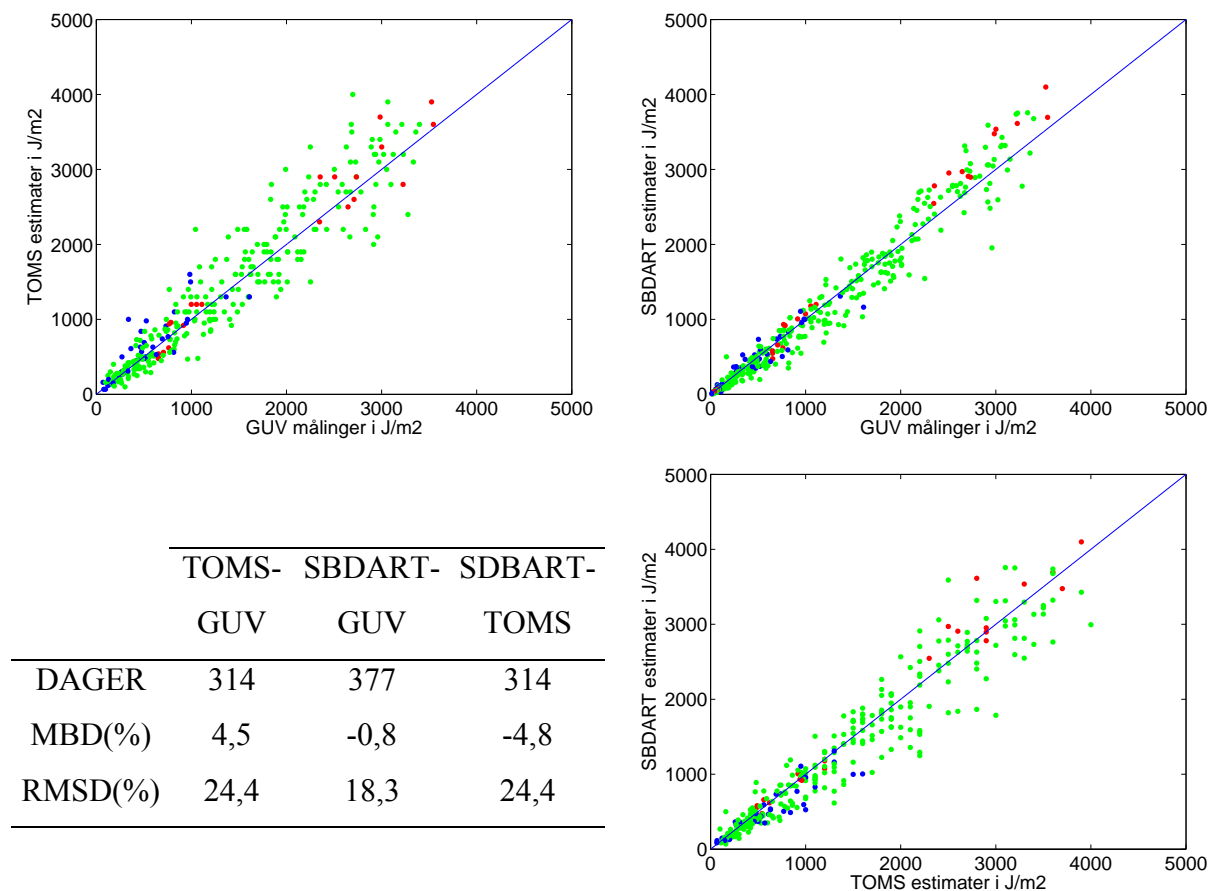 5000
4000
3000
2000
1000
0
TOMS estimater i J/m2
0 1000 2000 3000 4000 5000
GUV målinger i J/m2
5000
4000
3000
2000
1000
0
SBDART estimater i J/m2
0 1000 2000 3000 4000 5000
GUV målinger i J/m2
TOMS- SBDART- SDBART-
GUV GUV TOMS
DAGER 314 377 314
MBD(%) 4,5 -0,8 -4,8
RMSD(%) 24,4 18,3 24,4
5000
4000
3000
2000
1000
0
SBDART estimater i J/m2
0 1000 2000 3000 4000 5000
TOMS estimater i J/m2